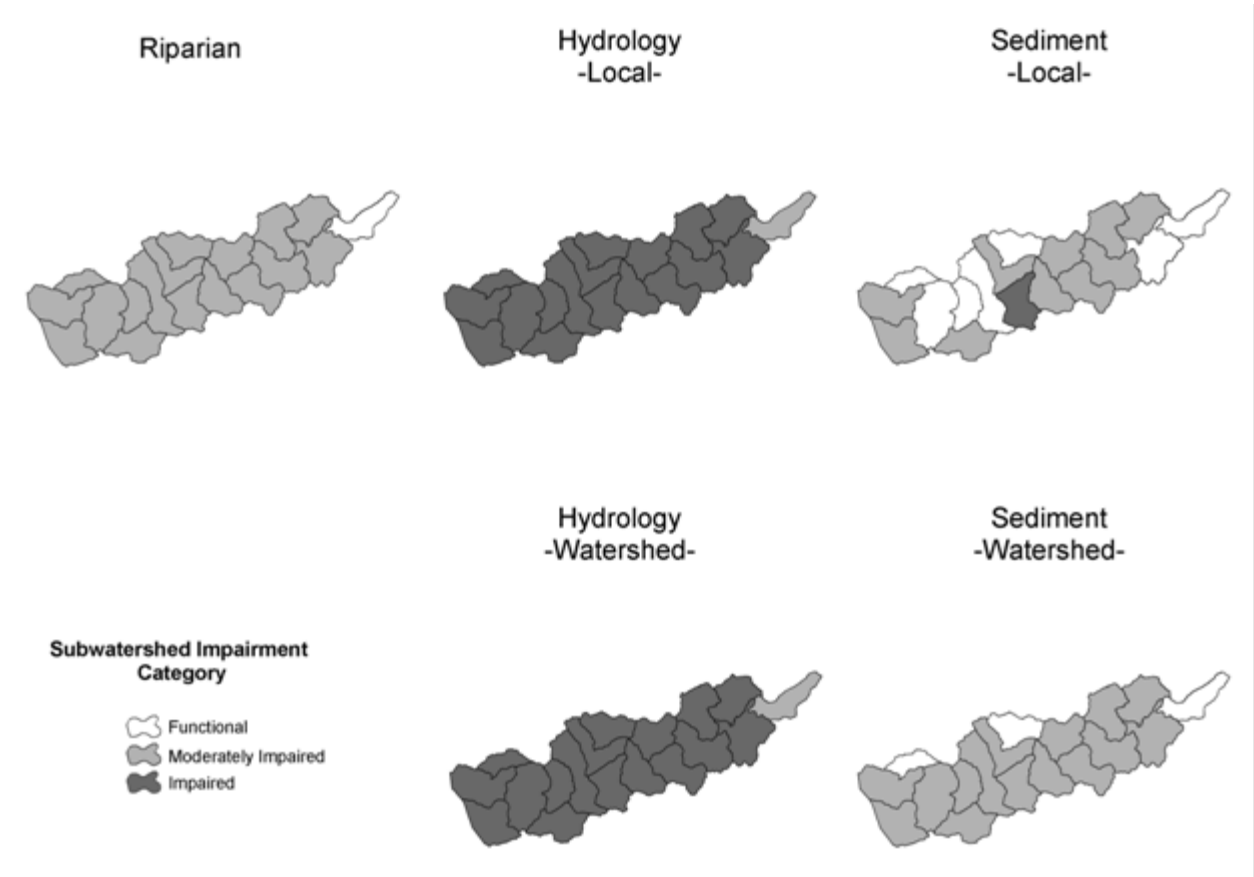 Riparian
Hydrology
-Local-
Sediment
-Local-
Hydrology
-Watershed-
Sediment
-Watershed-
Subwatershed Impairment
Category
Functional
Moderately Impaired
Impaired